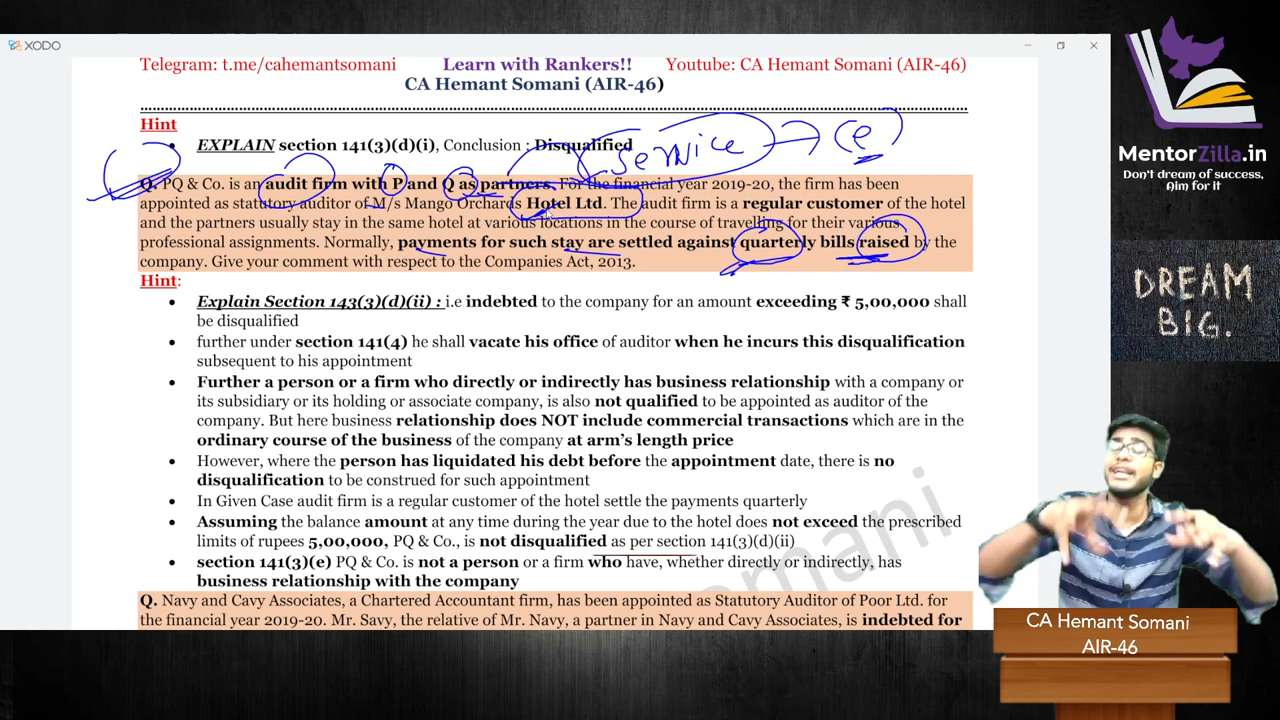 XODO
Telegram: t.me/cahemantsomani Learn with Rankers!! Youtube: CA Hemant Somani (AIR-46)
CA Hemant Somani (AIR-46)
Hint
EXPLAIN section 141(3)(d)(i), Conclusion : Disqualified
service → (e)
Q. PQ & Co. is an audit firm with P and Q as partners. For the financial year 2019-20, the firm has been
appointed as statutory auditor of M/s Mango Orchards Hotel Ltd. The audit firm is a regular customer of the hotel
and the partners usually stay in the same hotel at various locations in the course of travelling for their various
professional assignments. Normally, payments for such stay are settled against quarterly bills raised by the
company. Give your comment with respect to the Companies Act, 2013.
Hint:
Explain Section 143(3)(d)(ii) : i.e indebted to the company for an amount exceeding ₹ 5,00,000 shall
be disqualified
further under section 141(4) he shall vacate his office of auditor when he incurs this disqualification
subsequent to his appointment
Further a person or a firm who directly or indirectly has business relationship with a company or
its subsidiary or its holding or associate company, is also not qualified to be appointed as auditor of the
company. But here business relationship does NOT include commercial transactions which are in the
ordinary course of the business of the company at arm's length price
However, where the person has liquidated his debt before the appointment date, there is no
disqualification to be construed for such appointment
In Given Case audit firm is a regular customer of the hotel settle the payments quarterly
Assuming the balance amount at any time during the year due to the hotel does not exceed the prescribed
limits of rupees 5,00,000, PQ & Co., is not disqualified as per section 141(3)(d)(ii)
section 141(3)(e) PQ & Co. is not a person or a firm who have, whether directly or indirectly, has
business relationship with the company
Q. Navy and Cavy Associates, a Chartered Accountant firm, has been appointed as Statutory Auditor of Poor Ltd. for
the financial year 2019-20. Mr. Savy, the relative of Mr. Navy, a partner in Navy and Cavy Associates, is indebted for
MentorZilla.in
Don't dream of success,
Aim for it
DREAM
BIG.
CA Hemant Somani
AIR-46